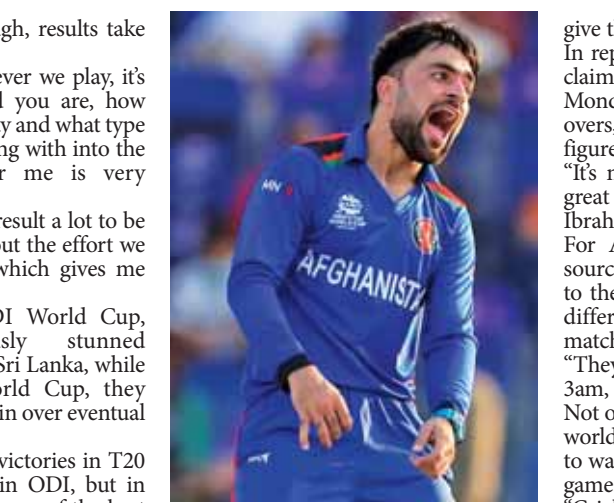 gh, results take
ever we play, it's
d you are, how
y and what type
ng with into the
r me is very
result a lot to be
out the effort we
which gives me
DI World Cup,
sly stunned
Sri Lanka, while
orld Cup, they
in over eventual
victories in T20
in ODI, but in
MN
AFGHANISTA
give t
In rep
claim
Mond
overs,
figure
"It's n
great
Ibrah
For A
sourc
to the
differ
match
"They
3am,
Not o
world
to wa
game